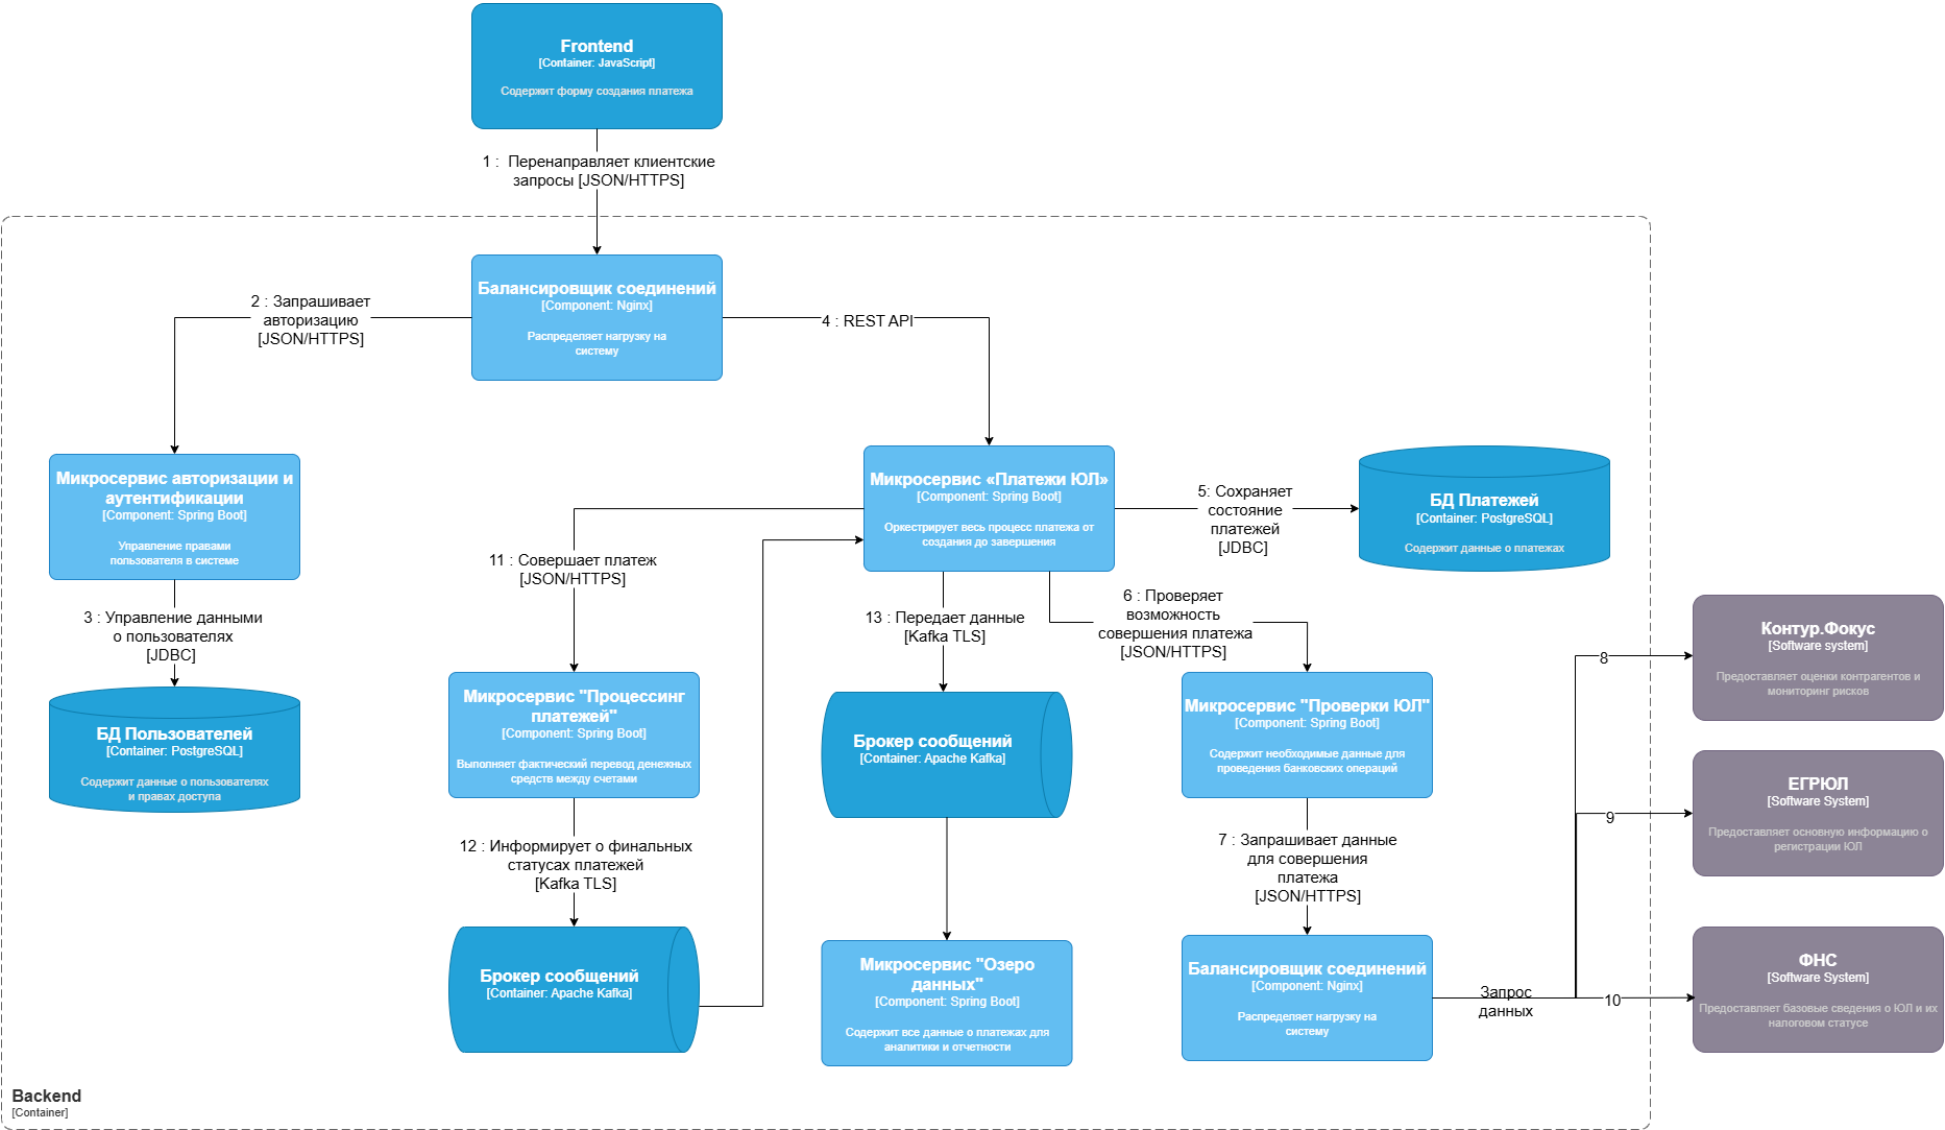 Frontend
[Container: JavaScript]
Содержит форму создания платежа
1 : Перенаправляет клиентские
запросы [JSON/HTTPS]
Балансировщик соединений
[Component: Nginx]
Распределяет нагрузку на
систему
2 : Запрашивает
авторизацию
[JSON/HTTPS]
4 : REST API
Микросервис авторизации и
аутентификации
[Component: Spring Boot]
Управление правами
пользователя в системе
3 : Управление данными
о пользователях
[JDBC]
БД Пользователей
[Container: PostgreSQL]
Содержит данные о пользователях
и правах доступа
Микросервис «Платежи ЮЛ»
[Component: Spring Boot]
Оркестрирует весь процесс платежа от
создания до завершения
5: Сохраняет
состояние
платежей
[JDBC]
БД Платежей
[Container: PostgreSQL]
Содержит данные о платежах
11 : Совершает платеж
[JSON/HTTPS]
13 : Передает данные
[Kafka TLS]
6 : Проверяет
возможность
совершения платежа
[JSON/HTTPS]
Микросервис "Процессинг
платежей"
[Component: Spring Boot]
Выполняет фактический перевод денежных
средств между счетами
12 : Информирует о финальных
статусах платежей
[Kafka TLS]
Брокер сообщений
[Container: Apache Kafka]
Брокер сообщений
[Container: Apache Kafka]
Микросервис "Озеро
данных"
[Component: Spring Boot]
Содержит все данные о платежах для
аналитики и отчетности
Микросервис "Проверки ЮЛ"
[Component: Spring Boot]
Содержит необходимые данные для
проведения банковских операций
7 : Запрашивает данные
для совершения
платежа
[JSON/HTTPS]
Балансировщик соединений
[Component: Nginx]
Распределяет нагрузку на
систему
Запрос
данных
8
9
10
Контур.Фокус
[Software system]
Предоставляет оценки контрагентов и
мониторинг рисков
ЕГРЮЛ
[Software System]
Предоставляет основную информацию о
регистрации ЮЛ
ФНС
[Software System]
Предоставляет базовые сведения о ЮЛ и их
налоговом статусе
Backend
[Container]